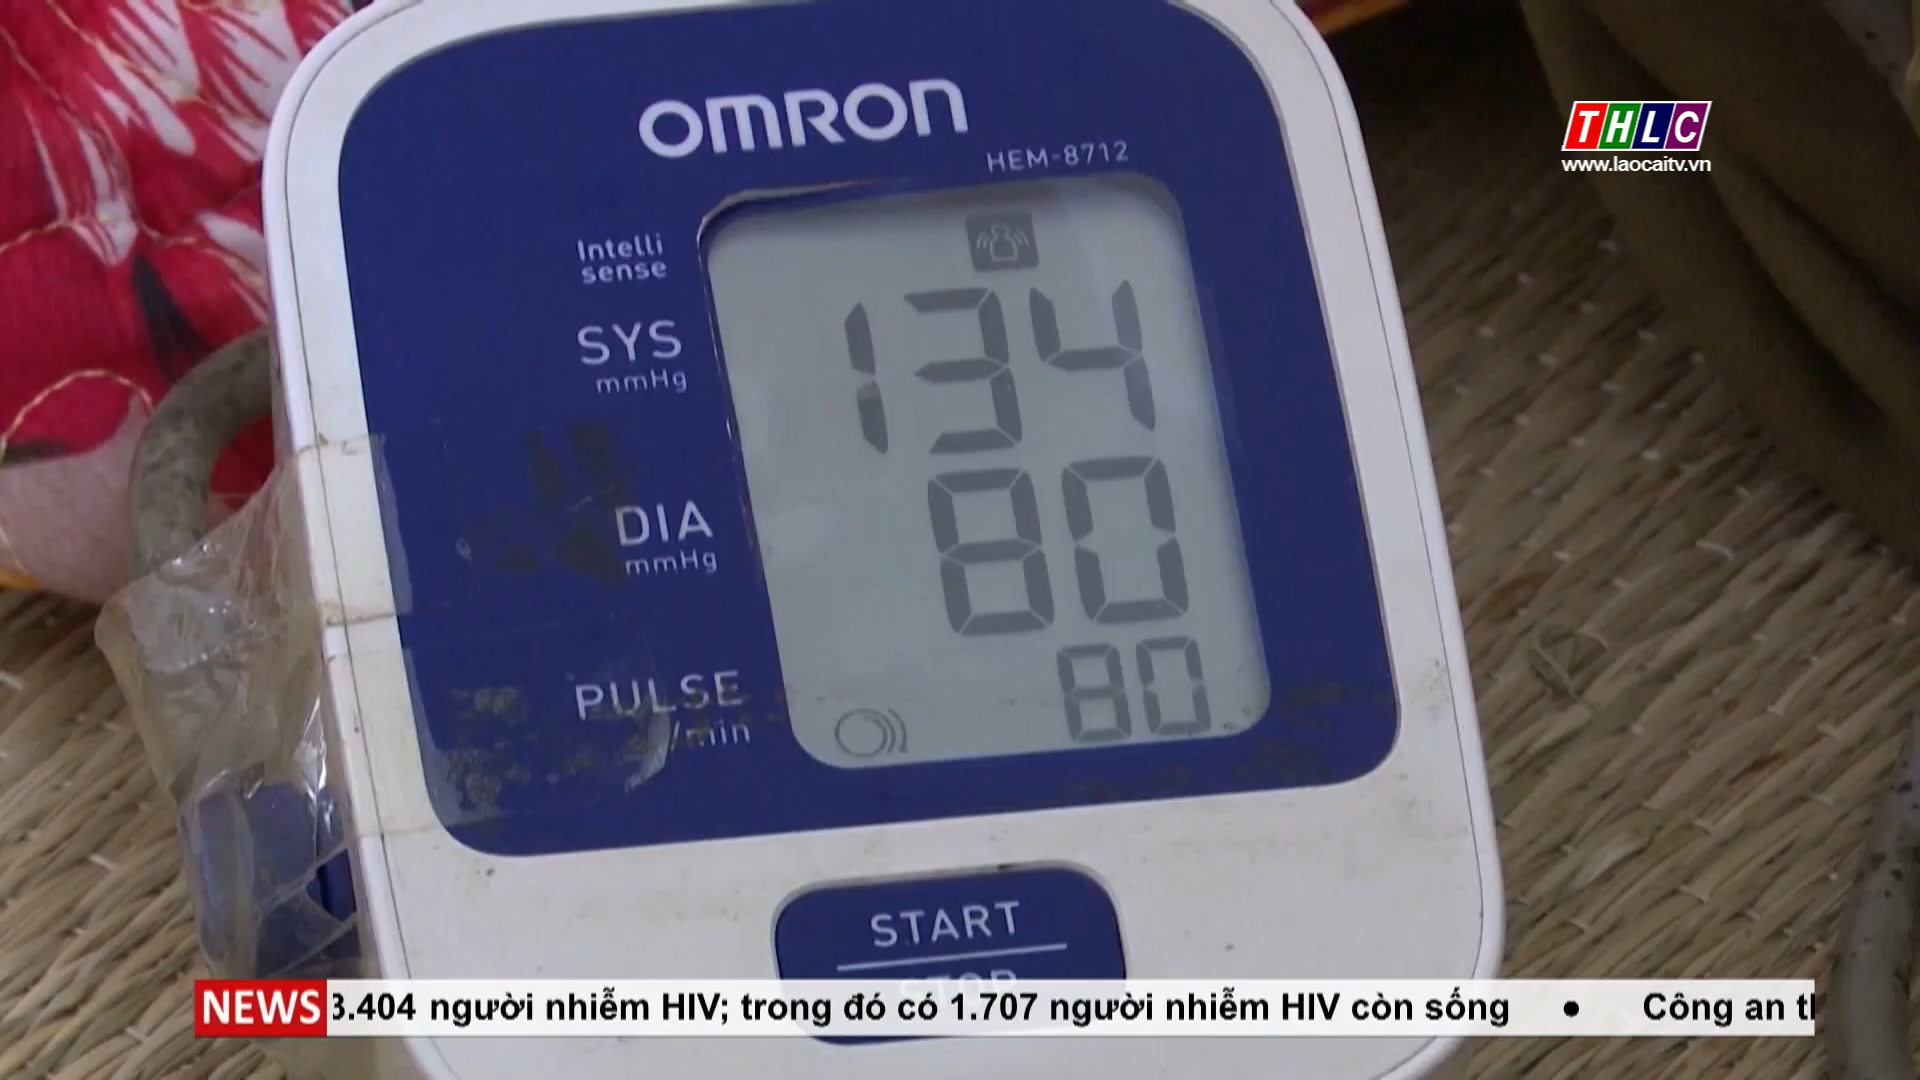 OMRON
HEM-8712
THLC
www.laocaitv.vn
Intelli
sense
SYS
mmHg
134
DIA
mmHg
80
PULSE
/min
80
START
STOP
NEWS
3.404 người nhiễm HIV; trong đó có 1.707 người nhiễm HIV còn sống • Công an